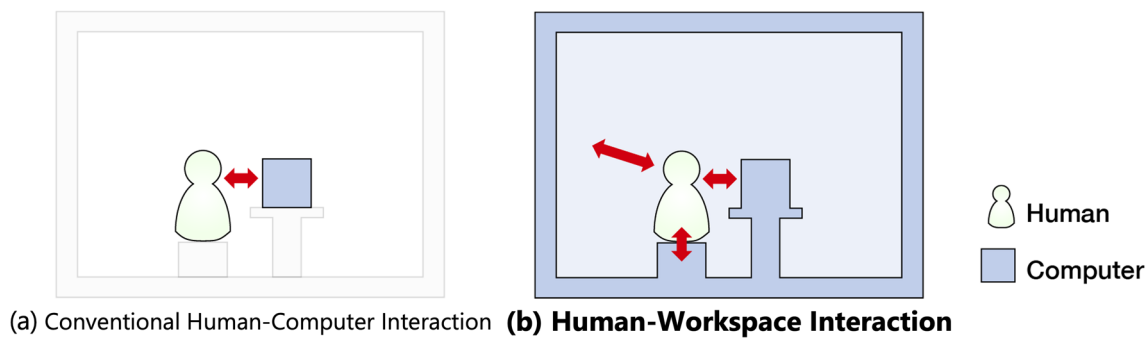 Human
Computer
(a) Conventional Human-Computer Interaction
(b) Human-Workspace Interaction